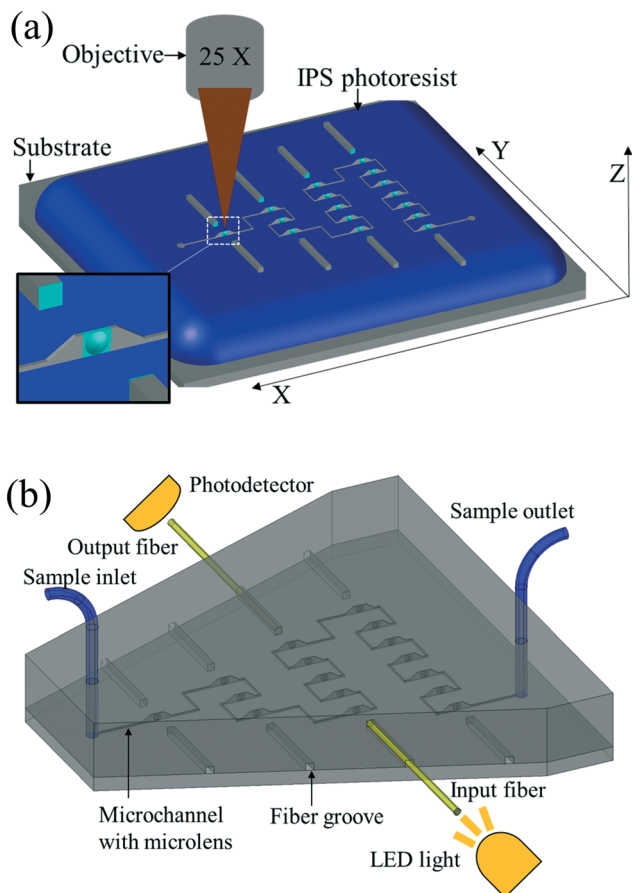 (a)
Objective
25 X
IPS photoresist
Substrate
Y
Z
X
(b)
Photodetector
Sample outlet
Output fiber
Sample inlet
Input fiber
Microchannel
with microlens
Fiber groove
LED light